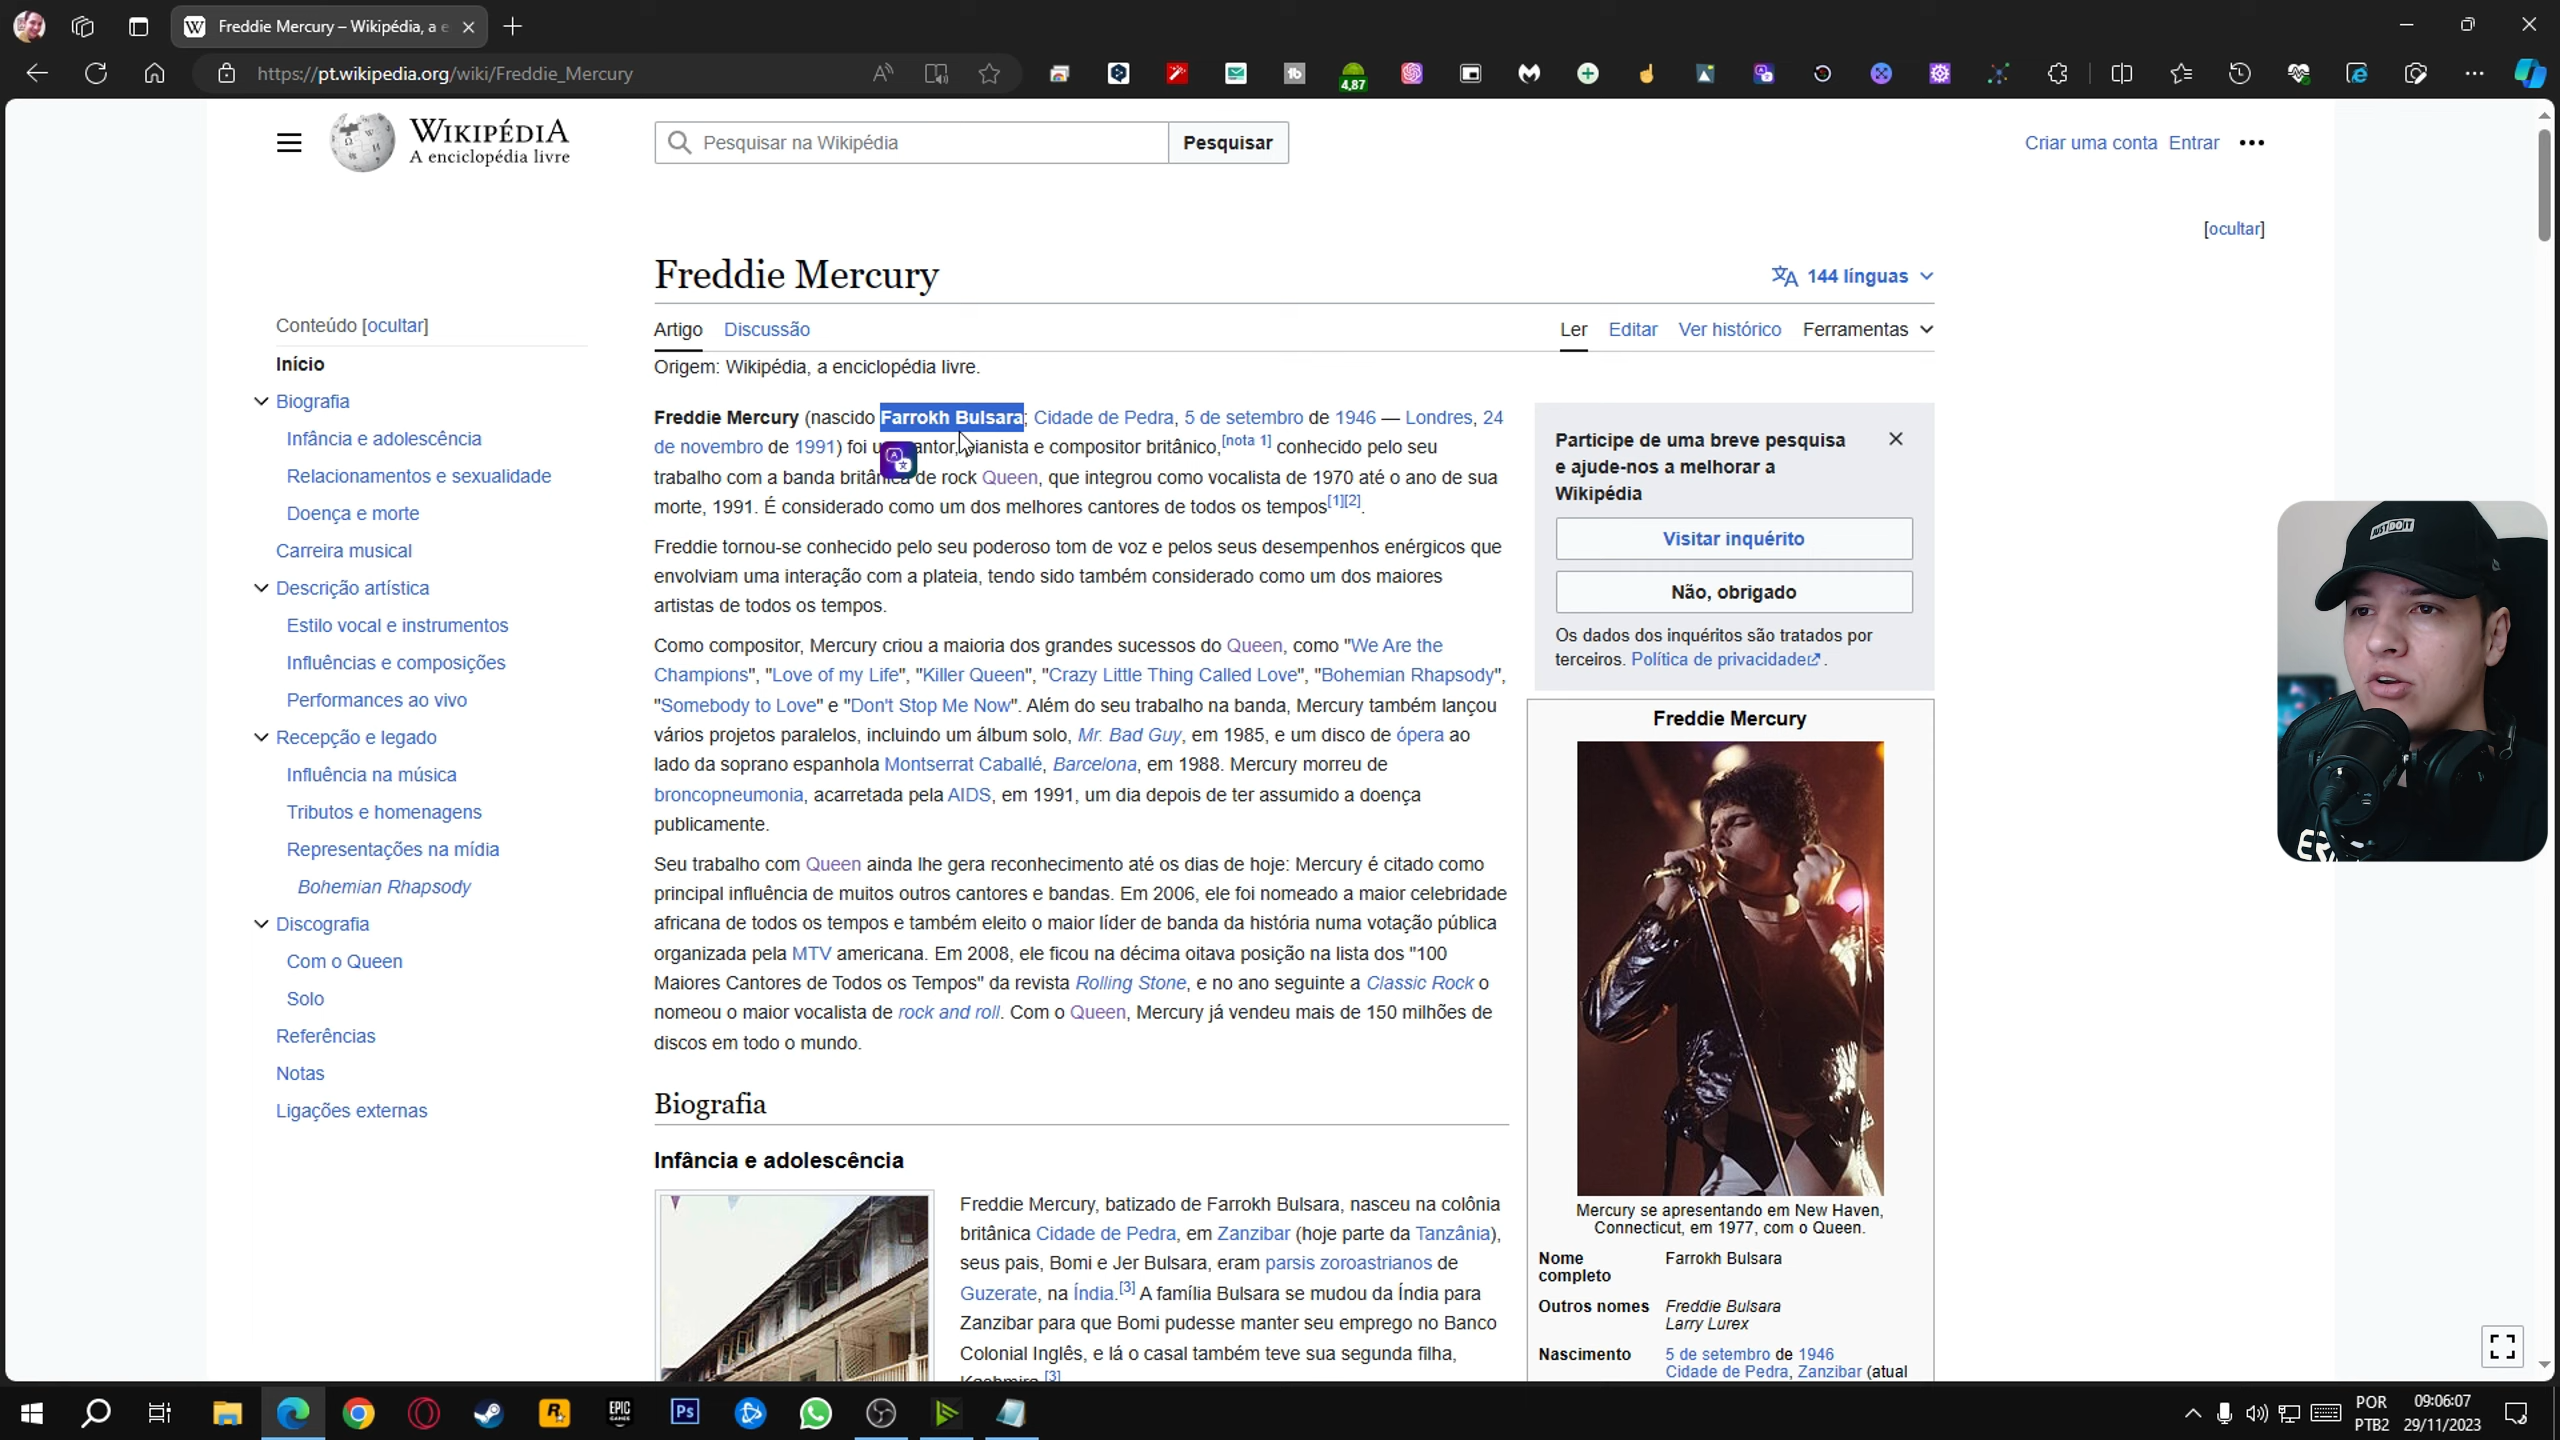 Freddie Mercury – Wikipédia, a e
https://pt.wikipedia.org/wiki/Freddie_Mercury
4,87
WIKIPÉDIA
A enciclopédia livre
Pesquisar na Wikipédia
Pesquisar
Criar uma conta Entrar
[ocultar]
Freddie Mercury
144 línguas
Artigo Discussão
Ler Editar Ver histórico Ferramentas
Origem: Wikipédia, a enciclopédia livre.
Conteúdo [ocultar]
Início
Biografia
Infância e adolescência
Relacionamentos e sexualidade
Doença e morte
Carreira musical
Descrição artística
Estilo vocal e instrumentos
Influências e composições
Performances ao vivo
Recepção e legado
Influência na música
Tributos e homenagens
Representações na mídia
Bohemian Rhapsody
Discografia
Com o Queen
Solo
Referências
Notas
Ligações externas
Freddie Mercury (nascido Farrokh Bulsara; Cidade de Pedra, 5 de setembro de 1946 — Londres, 24
de novembro de 1991) foi u antor, pianista e compositor britânico,[nota 1] conhecido pelo seu
trabalho com a banda britânica de rock Queen, que integrou como vocalista de 1970 até o ano de sua
morte, 1991. É considerado como um dos melhores cantores de todos os tempos[1][2].
Freddie tornou-se conhecido pelo seu poderoso tom de voz e pelos seus desempenhos enérgicos que
envolviam uma interação com a plateia, tendo sido também considerado como um dos maiores
artistas de todos os tempos.
Como compositor, Mercury criou a maioria dos grandes sucessos do Queen, como "We Are the
Champions", "Love of my Life", "Killer Queen", "Crazy Little Thing Called Love", "Bohemian Rhapsody",
"Somebody to Love" e "Don't Stop Me Now". Além do seu trabalho na banda, Mercury também lançou
vários projetos paralelos, incluindo um álbum solo, Mr. Bad Guy, em 1985, e um disco de ópera ao
lado da soprano espanhola Montserrat Caballé, Barcelona, em 1988. Mercury morreu de
broncopneumonia, acarretada pela AIDS, em 1991, um dia depois de ter assumido a doença
publicamente.
Seu trabalho com Queen ainda lhe gera reconhecimento até os dias de hoje: Mercury é citado como
principal influência de muitos outros cantores e bandas. Em 2006, ele foi nomeado a maior celebridade
africana de todos os tempos e também eleito o maior líder de banda da história numa votação pública
organizada pela MTV americana. Em 2008, ele ficou na décima oitava posição na lista dos "100
Maiores Cantores de Todos os Tempos" da revista Rolling Stone, e no ano seguinte a Classic Rock o
nomeou o maior vocalista de rock and roll. Com o Queen, Mercury já vendeu mais de 150 milhões de
discos em todo o mundo.
Biografia
Infância e adolescência
Freddie Mercury, batizado de Farrokh Bulsara, nasceu na colônia
britânica Cidade de Pedra, em Zanzibar (hoje parte da Tanzânia),
seus pais, Bomi e Jer Bulsara, eram parsis zoroastrianos de
Guzerate, na Índia.[3] A família Bulsara se mudou da Índia para
Zanzibar para que Bomi pudesse manter seu emprego no Banco
Colonial Inglês, e lá o casal também teve sua segunda filha,
Kashmira.[3]
Participe de uma breve pesquisa
e ajude-nos a melhorar a
Wikipédia
Visitar inquérito
Não, obrigado
Os dados dos inquéritos são tratados por
terceiros. Política de privacidade.
Freddie Mercury
Mercury se apresentando em New Haven,
Connecticut, em 1977, com o Queen.
Nome completo Farrokh Bulsara
Outros nomes Freddie Bulsara
Larry Lurex
Nascimento 5 de setembro de 1946
Cidade de Pedra, Zanzibar (atual
JUST DO IT
POR
PTB2
09:06:07
29/11/2023
EPIC
GAMES
Ps